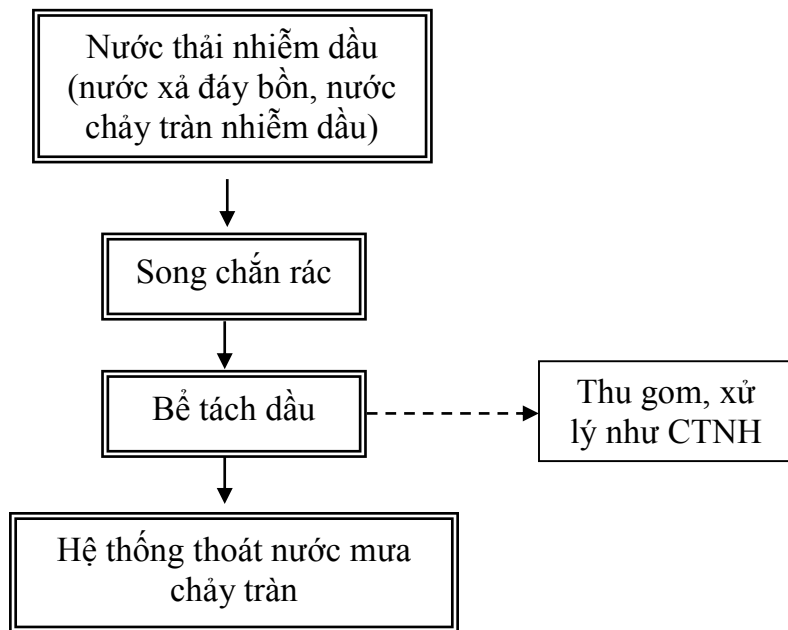 Nước thải nhiễm dầu
(nước xả đáy bồn, nước
chảy tràn nhiễm dầu)
Song chắn rác
Bể tách dầu
Thu gom, xử
lý như CTNH
Hệ thống thoát nước mưa
chảy tràn